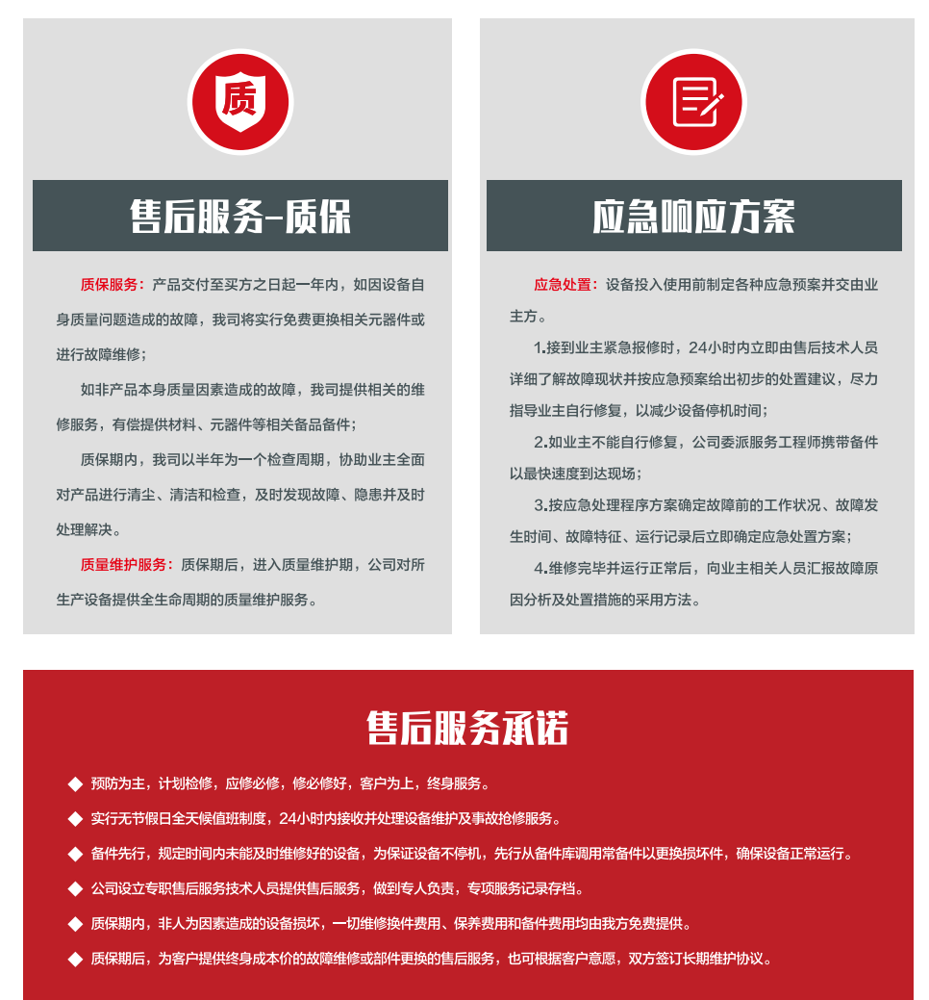 质
售后服务-质保
质保服务：产品交付至买方之日起一年内，如因设备自
身质量问题造成的故障，我司将实行免费更换相关元器件或
进行故障维修；
如非产品本身质量因素造成的故障，我司提供相关的维
修服务，有偿提供材料、元器件等相关备品备件；
质保期内，我司以半年为一个检查周期，协助业主全面
对产品进行清尘、清洁和检查，及时发现故障、隐患并及时
处理解决。
质量维护服务：质保期后，进入质量维护期，公司对所
生产设备提供全生命周期的质量维护服务。
应急响应方案
应急处置：设备投入使用前制定各种应急预案并交由业
主方。
1.接到业主紧急报修时，24小时内立即由售后技术人员
详细了解故障现状并按应急预案给出初步的处置建议，尽力
指导业主自行修复，以减少设备停机时间；
2.如业主不能自行修复，公司委派服务工程师携带备件
以最快速度到达现场；
3.按应急处理程序方案确定故障前的工作状况、故障发
生时间、故障特征、运行记录后立即确定应急处置方案；
4.维修完毕并运行正常后，向业主相关人员汇报故障原
因分析及处置措施的采用方法。
售后服务承诺
◆ 预防为主，计划检修，应修必修，修必修好，客户为上，终身服务。
◆ 实行无节假日全天候值班制度，24小时内接收并处理设备维护及事故抢修服务。
◆ 备件先行，规定时间内未能及时维修好的设备，为保证设备不停机，先行从备件库调用常备件以更换损坏件，确保设备正常运行。
◆ 公司设立专职售后服务技术人员提供售后服务，做到专人负责，专项服务记录存档。
◆ 质保期内，非人为因素造成的设备损坏，一切维修换件费用、保养费用和备件费用均由我方免费提供。
◆ 质保期后，为客户提供终身成本价的故障维修或部件更换的售后服务，也可根据客户意愿，双方签订长期维护协议。